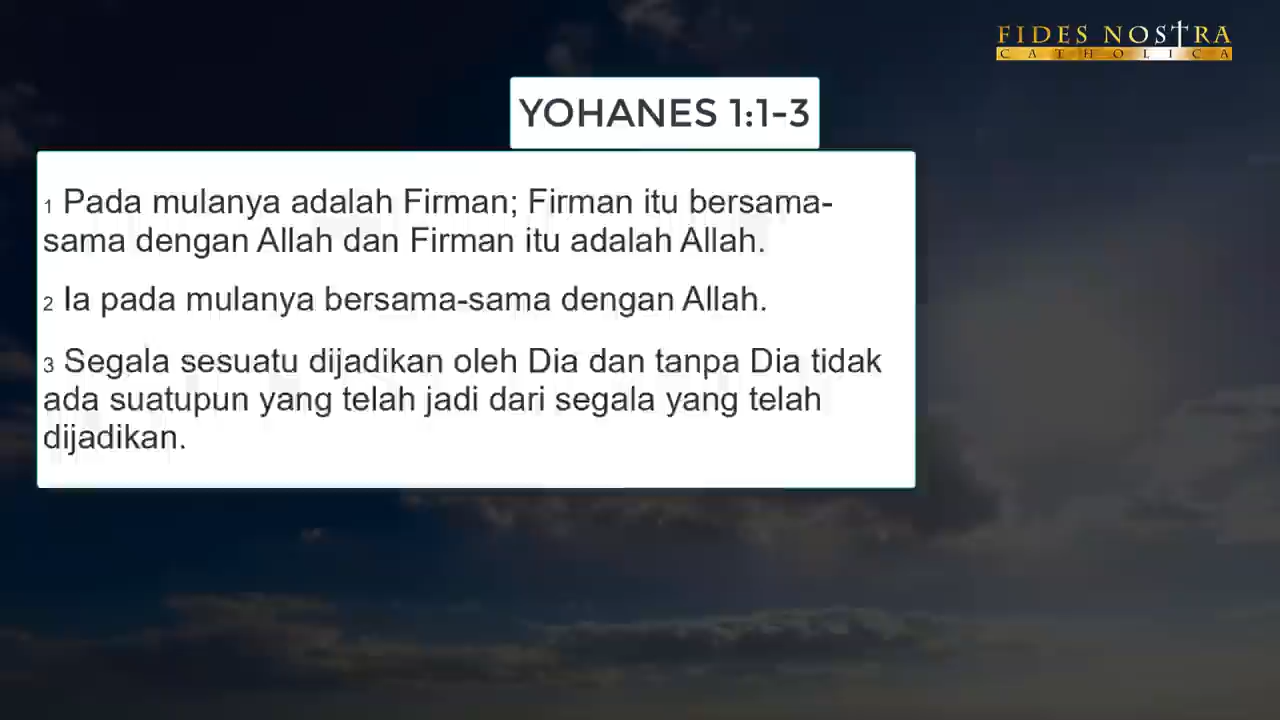 FIDES NOSTRA
CATHOLICA
YOHANES 1:1-3
1 Pada mulanya adalah Firman; Firman itu bersama-
sama dengan Allah dan Firman itu adalah Allah.
2 Ia pada mulanya bersama-sama dengan Allah.
3 Segala sesuatu dijadikan oleh Dia dan tanpa Dia tidak
ada suatupun yang telah jadi dari segala yang telah
dijadikan.